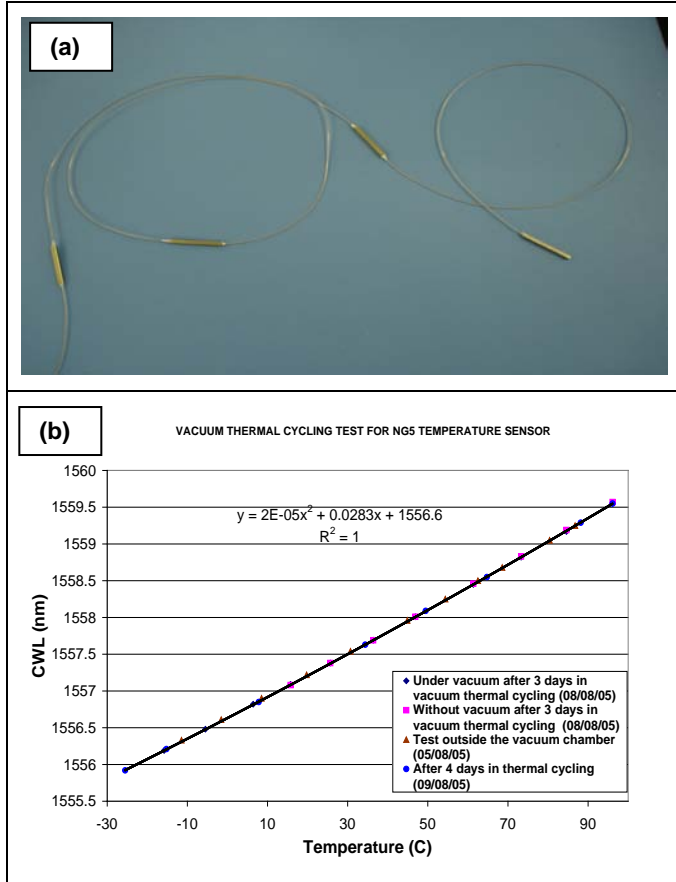 (a)
(b)
VACUUM THERMAL CYCLING TEST FOR NG5 TEMPERATURE SENSOR
y = 2E-05x² + 0.0283x + 1556.6
R² = 1
CWL (nm)
1560
1559.5
1559
1558.5
1558
1557.5
1557
1556.5
1556
1555.5
-30 -10 10 30 50 70 90
Temperature (C)
Under vacuum after 3 days in
vacuum thermal cycling (08/08/05)
Without vacuum after 3 days in
vacuum thermal cycling (08/08/05)
Test outside the vacuum chamber
(05/08/05)
After 4 days in thermal cycling
(09/08/05)